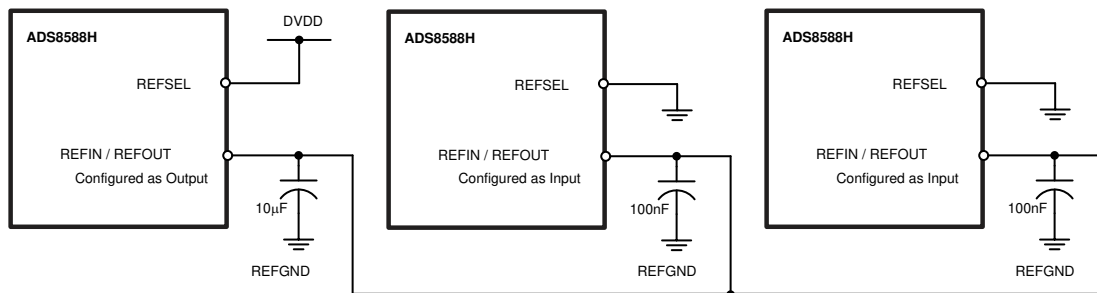 DVDD
ADS8588H
REFSEL
REFIN / REFOUT
Configured as Output
10μF
REFGND
ADS8588H
REFSEL
REFIN / REFOUT
Configured as Input
100nF
REFGND
ADS8588H
REFSEL
REFIN / REFOUT
Configured as Input
100nF
REFGND